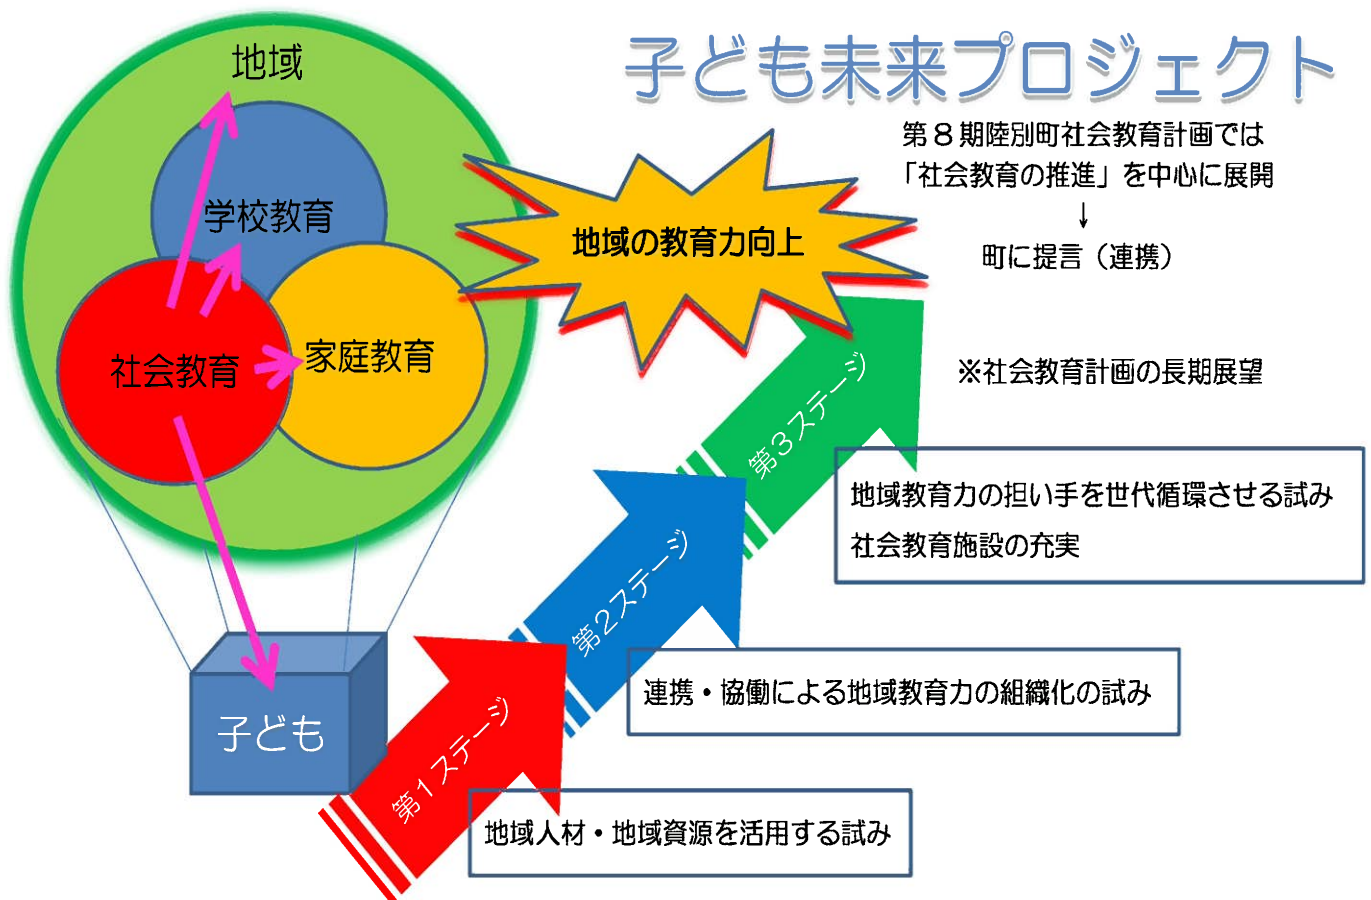 子ども未来プロジェクト
第8期陸別町社会教育計画では
「社会教育の推進」を中心に展開
↓
町に提言（連携）
※社会教育計画の長期展望
地域
学校教育
社会教育
家庭教育
子ども
地域の教育力向上
第3ステージ
地域教育力の担い手を世代循環させる試み
社会教育施設の充実
第2ステージ
連携・協働による地域教育力の組織化の試み
第1ステージ
地域人材・地域資源を活用する試み